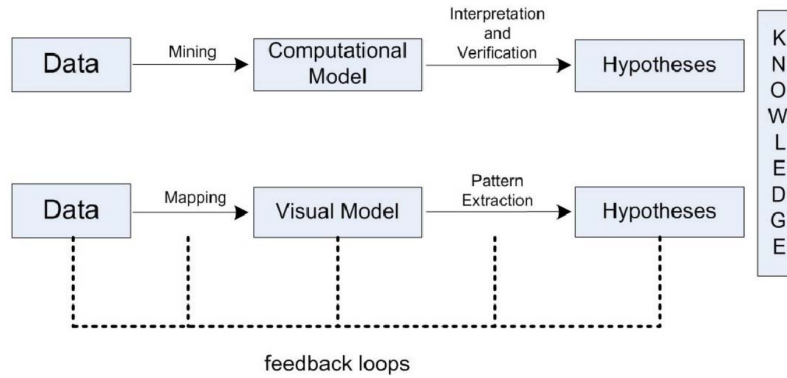 Data
Mining
Computational
Model
Interpretation
and
Verification
Hypotheses
Data
Mapping
Visual Model
Pattern
Extraction
Hypotheses
K
N
O
W
L
E
D
G
E
feedback loops